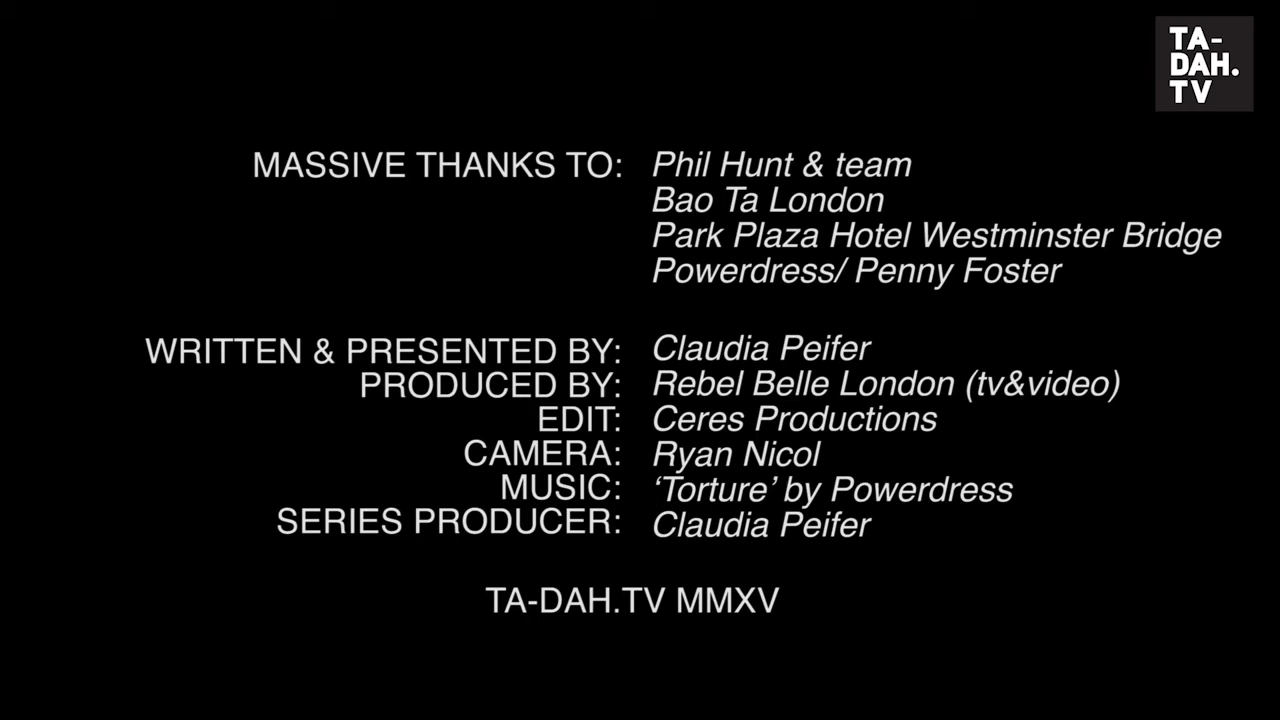 TA-
DAH.
TV
MASSIVE THANKS TO: Phil Hunt & team
Bao Ta London
Park Plaza Hotel Westminster Bridge
Powerdress/ Penny Foster
WRITTEN & PRESENTED BY: Claudia Peifer
PRODUCED BY: Rebel Belle London (tv&video)
EDIT: Ceres Productions
CAMERA: Ryan Nicol
MUSIC: ‘Torture’ by Powerdress
SERIES PRODUCER: Claudia Peifer
TA-DAH.TV MMXV